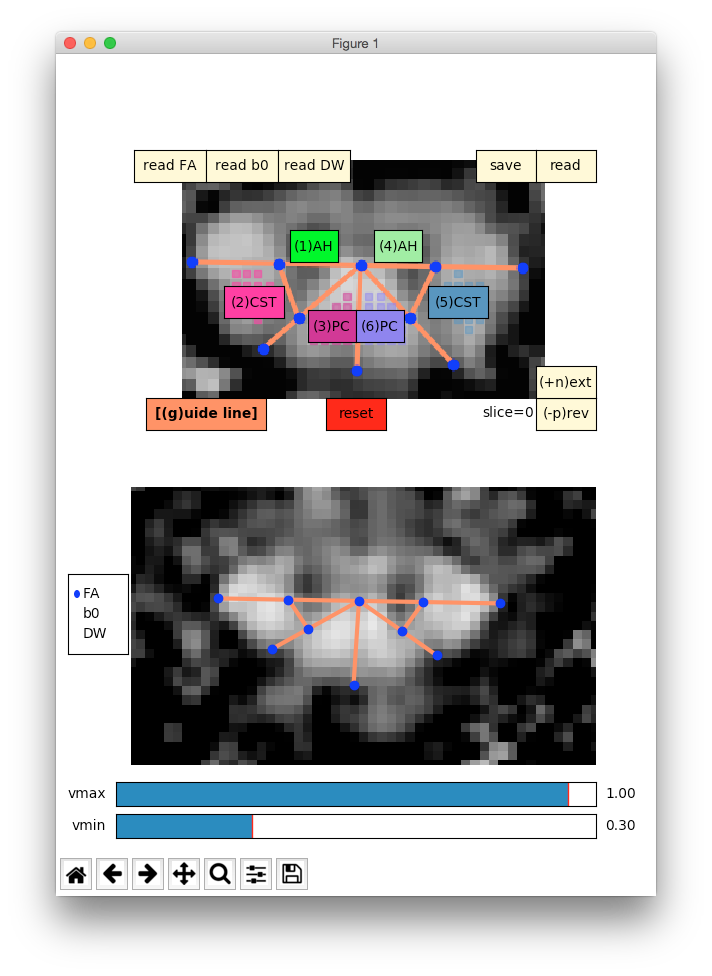 Figure 1
read FA read b0 read DW save read
(1)AH (4)AH
(2)CST (5)CST
(3)PC (6)PC
(+n)ext
[(g)uide line] reset slice=0 (-p)rev
FA
b0
DW
vmax 1.00
vmin 0.30